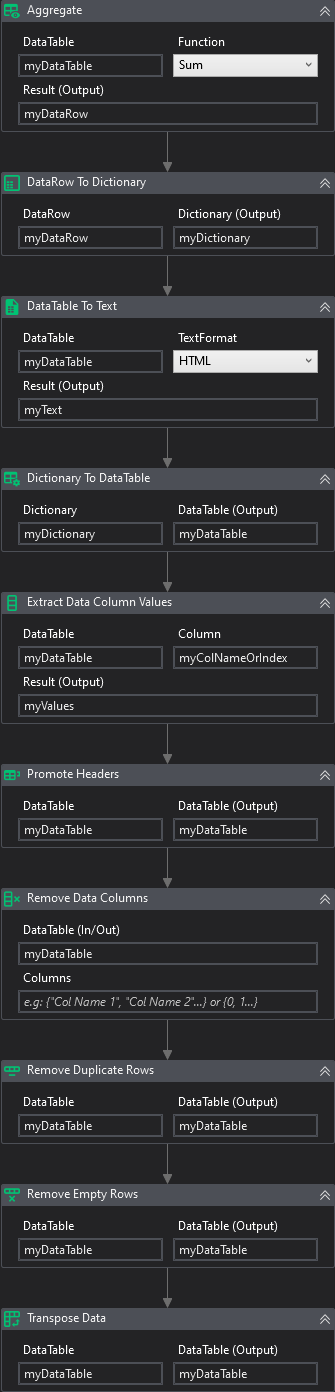 Aggregate
DataTable Function
myDataTable Sum
Result (Output)
myDataRow
DataRow To Dictionary
DataRow Dictionary (Output)
myDataRow myDictionary
DataTable To Text
DataTable TextFormat
myDataTable HTML
Result (Output)
myText
Dictionary To DataTable
Dictionary DataTable (Output)
myDictionary myDataTable
Extract Data Column Values
DataTable Column
myDataTable myColNameOrIndex
Result (Output)
myValues
Promote Headers
DataTable DataTable (Output)
myDataTable myDataTable
Remove Data Columns
DataTable (In/Out)
myDataTable
Columns
e.g: {"Col Name 1", "Col Name 2"...} or {0, 1...}
Remove Duplicate Rows
DataTable DataTable (Output)
myDataTable myDataTable
Remove Empty Rows
DataTable DataTable (Output)
myDataTable myDataTable
Transpose Data
DataTable DataTable (Output)
myDataTable myDataTable